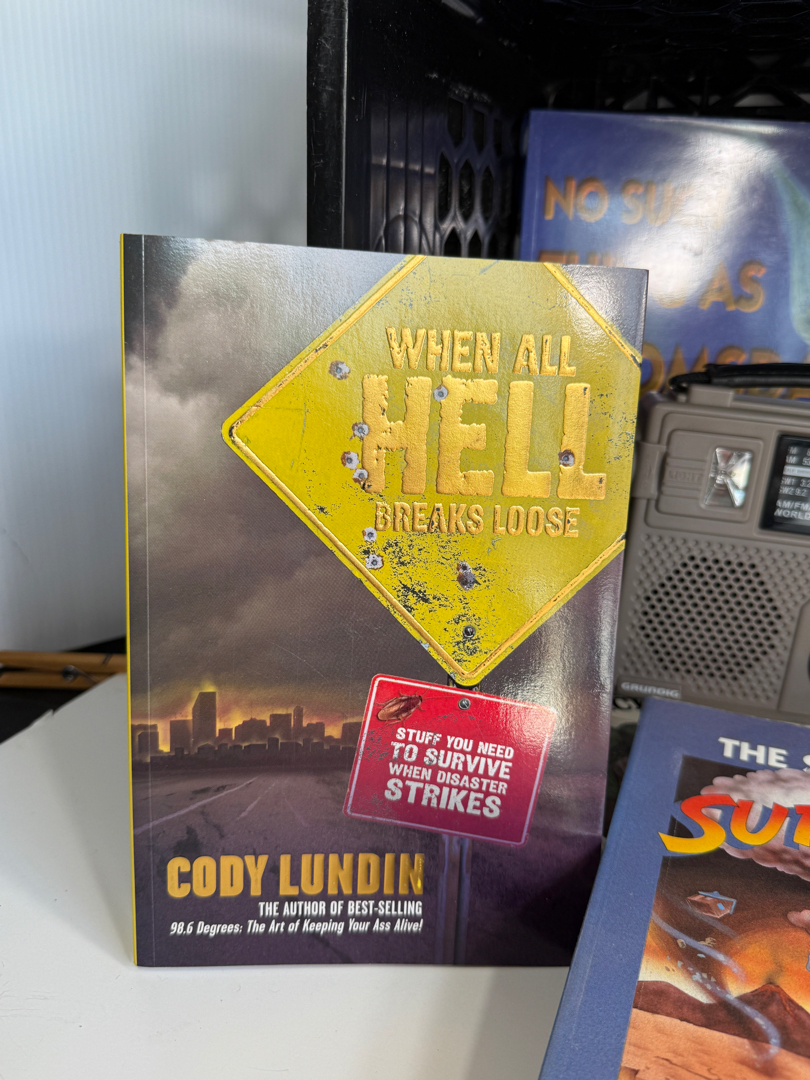 WHEN ALL
HELL
BREAKS LOOSE
STUFF YOU NEED
TO SURVIVE
WHEN DISASTER
STRIKES
CODY LUNDIN
THE AUTHOR OF BEST-SELLING
98.6 Degrees: The Art of Keeping Your Ass Alive!
NO
AS
GRUNDIG
THE